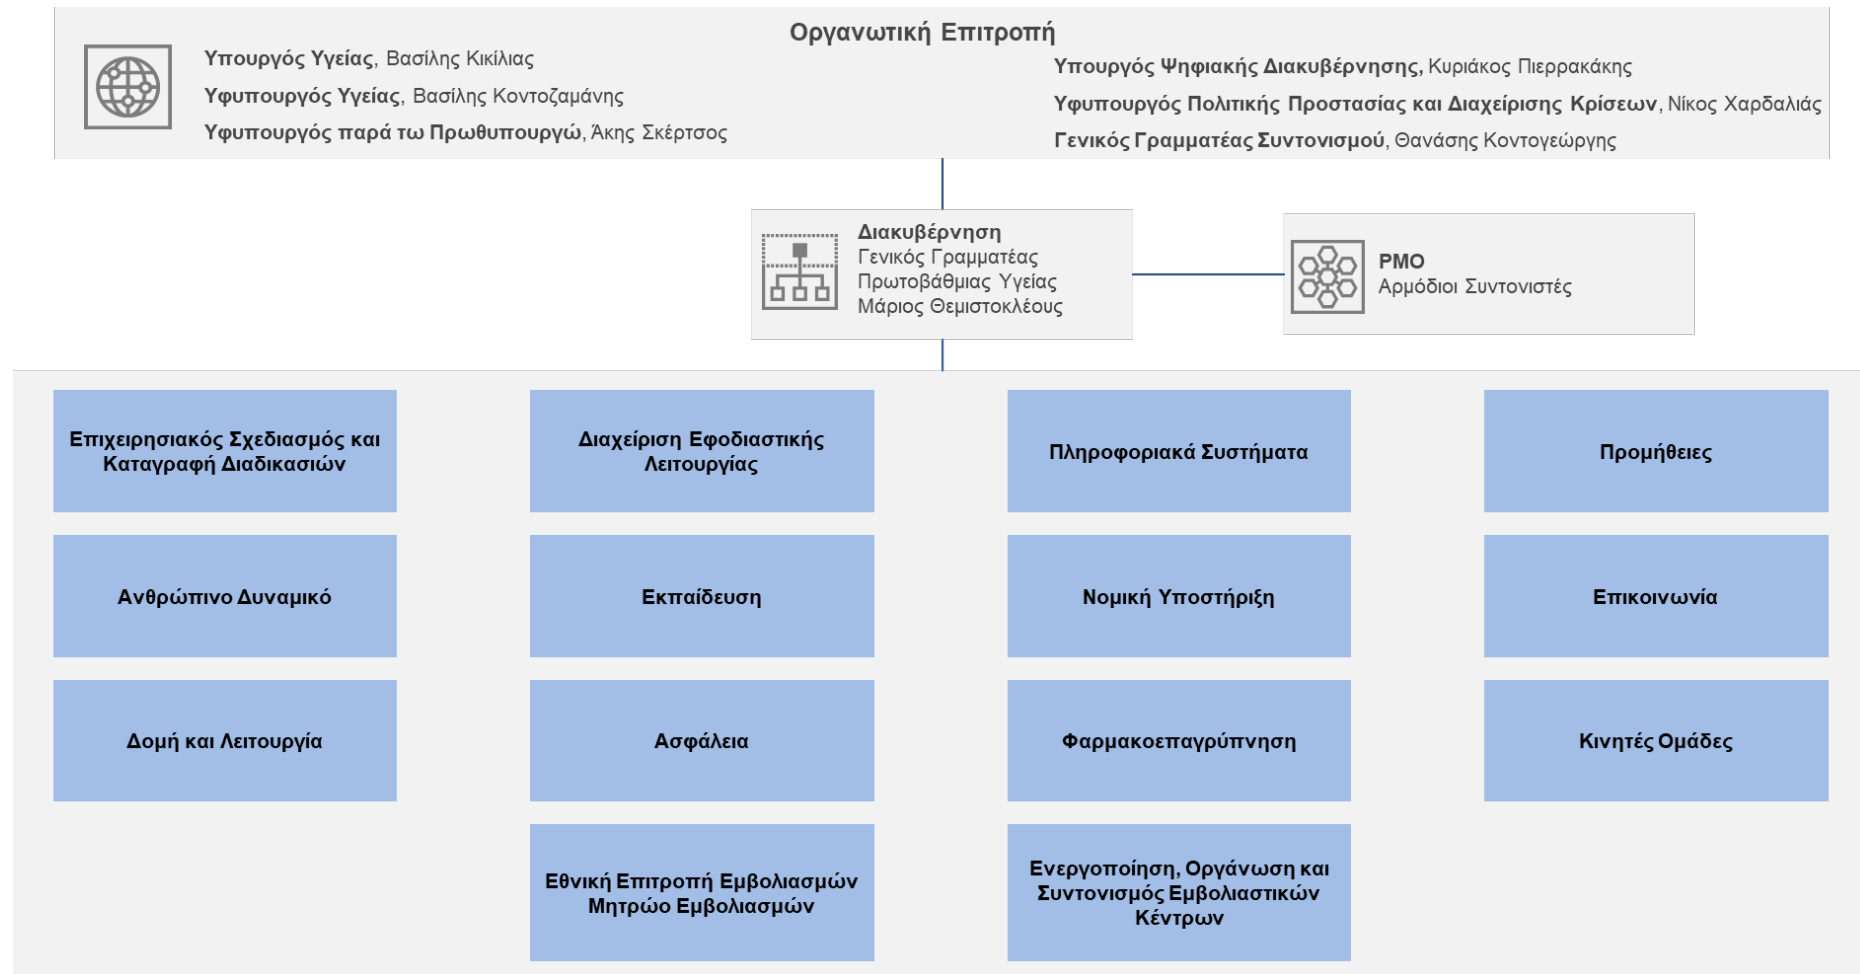 Οργανωτική Επιτροπή
Υπουργός Υγείας, Βασίλης Κικίλιας
Υφυπουργός Υγείας, Βασίλης Κοντοζαμάνης
Υφυπουργός παρά τω Πρωθυπουργώ, Άκης Σκέρτσος
Υπουργός Ψηφιακής Διακυβέρνησης, Κυριάκος Πιερρακάκης
Υφυπουργός Πολιτικής Προστασίας και Διαχείρισης Κρίσεων, Νίκος Χαρδαλιάς
Γενικός Γραμματέας Συντονισμού, Θανάσης Κοντογεώργης
Διακυβέρνηση
Γενικός Γραμματέας
Πρωτοβάθμιας Υγείας
Μάριος Θεμιστοκλέους
PMO
Αρμόδιοι Συντονιστές
Επιχειρησιακός Σχεδιασμός και
Καταγραφή Διαδικασιών
Διαχείριση Εφοδιαστικής
Λειτουργίας
Πληροφοριακά Συστήματα
Προμήθειες
Ανθρώπινο Δυναμικό
Εκπαίδευση
Νομική Υποστήριξη
Επικοινωνία
Δομή και Λειτουργία
Ασφάλεια
Φαρμακοεπαγρύπνηση
Κινητές Ομάδες
Εθνική Επιτροπή Εμβολιασμών
Μητρώο Εμβολιασμών
Ενεργοποίηση, Οργάνωση και
Συντονισμός Εμβολιαστικών
Κέντρων